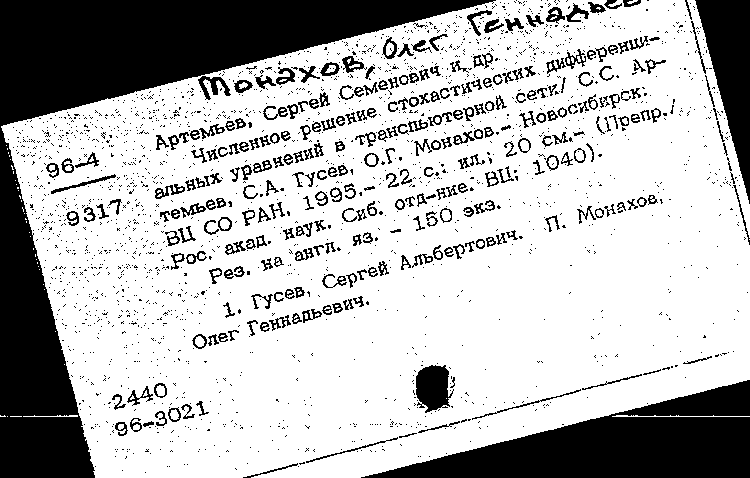 Монахов, Олег Геннадьев
Артемьев, Сергей Семенович и др.
96-4 Численное решение стохастических дифференци-
альных уравнений в транспьютерной сети/ С.С. Ар-
9317 темьев, С.А. Гусев, О.Г. Монахов.- Новосибирск:
ВЦ СО РАН, 1995.- 22 с.: ил.; 20 см.- (Препр./
Рос. акад. наук. Сиб. отд-ние. ВЦ; 1040).
Рез. на англ. яз. - 150 экз.
1. Гусев, Сергей Альбертович. П. Монахов,
Олег Геннадьевич.
2440
96-3021